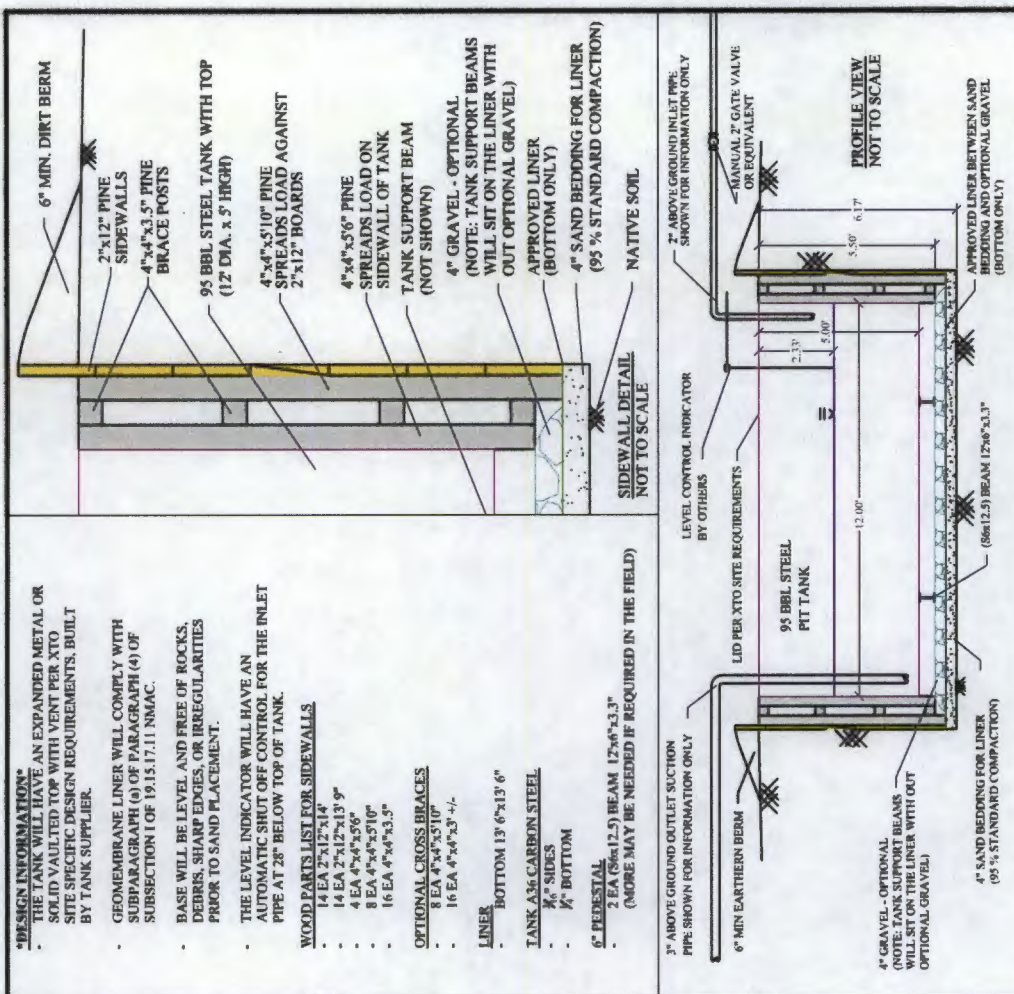 "DESIGN INFORMATION"
- THE TANK WILL HAVE AN EXPANDED METAL OR
SOLID VAULTED TOP WITH VENT PER XTO
SITE SPECIFIC DESIGN REQUIREMENTS, BUILT
BY TANK SUPPLIER.
- GEOMEMBRANE LINER WILL COMPLY WITH
SUBPARAGRAPH (a) OF PARAGRAPH (4) OF
SUBSECTION I OF 19.15.17.11 NMAC.
- BASE WILL BE LEVEL AND FREE OF ROCKS,
DEBRIS, SHARP EDGES, OR IRREGULARITIES
PRIOR TO SAND PLACEMENT.
- THE LEVEL INDICATOR WILL HAVE AN
AUTOMATIC SHUT OFF CONTROL FOR THE INLET
PIPE AT 28" BELOW TOP OF TANK.
WOOD PARTS LIST FOR SIDEWALLS
- 14 EA 2"x12"x14'
- 14 EA 2"x12"x13'9"
- 4 EA 4"x4"x5'6"
- 8 EA 4"x4"x5'10"
- 16 EA 4"x4"x3.5"
OPTIONAL CROSS BRACES
- 8 EA 4"x4"x5'10"
- 16 EA 4"x4"x3' +/-
LINER
- BOTTOM 13' 6"x13' 6"
TANK A36 CARBON STEEL
- SIDES
- ¼" BOTTOM
6" PEDESTAL
- 2 EA (S6x12.5) BEAM 12'x6"x3.3"
(MORE MAY BE NEEDED IF REQUIRED IN THE FIELD)
6" MIN. DIRT BERM
2"x12" PINE
SIDEWALLS
4"x4"x3.5" PINE
BRACE POSTS
95 BBL STEEL TANK WITH TOP
(12' DIA. x 5' HIGH)
4"x4"x5'10" PINE
SPREADS LOAD AGAINST
2"x12" BOARDS
4"x4"x5'6" PINE
SPREADS LOAD ON
SIDEWALL OF TANK
TANK SUPPORT BEAM
(NOT SHOWN)
4" GRAVEL - OPTIONAL
(NOTE: TANK SUPPORT BEAMS
WILL SIT ON THE LINER WITH
OUT OPTIONAL GRAVEL)
APPROVED LINER
(BOTTOM ONLY)
4" SAND BEDDING FOR LINER
(95 % STANDARD COMPACTION)
NATIVE SOIL
SIDEWALL DETAIL
NOT TO SCALE
3" ABOVE GROUND OUTLET SUCTION
PIPE SHOWN FOR INFORMATION ONLY
6" MIN EARTHERN BERM
LID PER XTO SITE REQUIREMENTS
LEVEL CONTROL INDICATOR
BY OTHERS
2" ABOVE GROUND INLET PIPE
SHOWN FOR INFORMATION ONLY
MANUAL 2" GATE VALVE
OR EQUIVALENT
PROFILE VIEW
NOT TO SCALE
95 BBL STEEL
PIT TANK
12.00'
2.33'
5.00'
5.50'
6.17'
4" GRAVEL - OPTIONAL
(NOTE: TANK SUPPORT BEAMS
WILL SIT ON THE LINER WITH OUT
OPTIONAL GRAVEL)
4" SAND BEDDING FOR LINER
(95 % STANDARD COMPACTION)
(S6x12.5) BEAM 12'x6"x3.3"
APPROVED LINER BETWEEN SAND
BEDDING AND OPTIONAL GRAVEL
(BOTTOM ONLY)